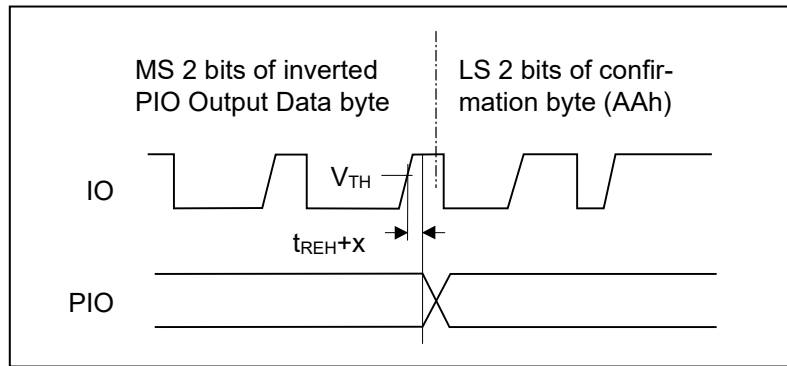 MS 2 bits of inverted
PIO Output Data byte
LS 2 bits of confir-
mation byte (AAh)
IO
VTH
tREH+x
PIO